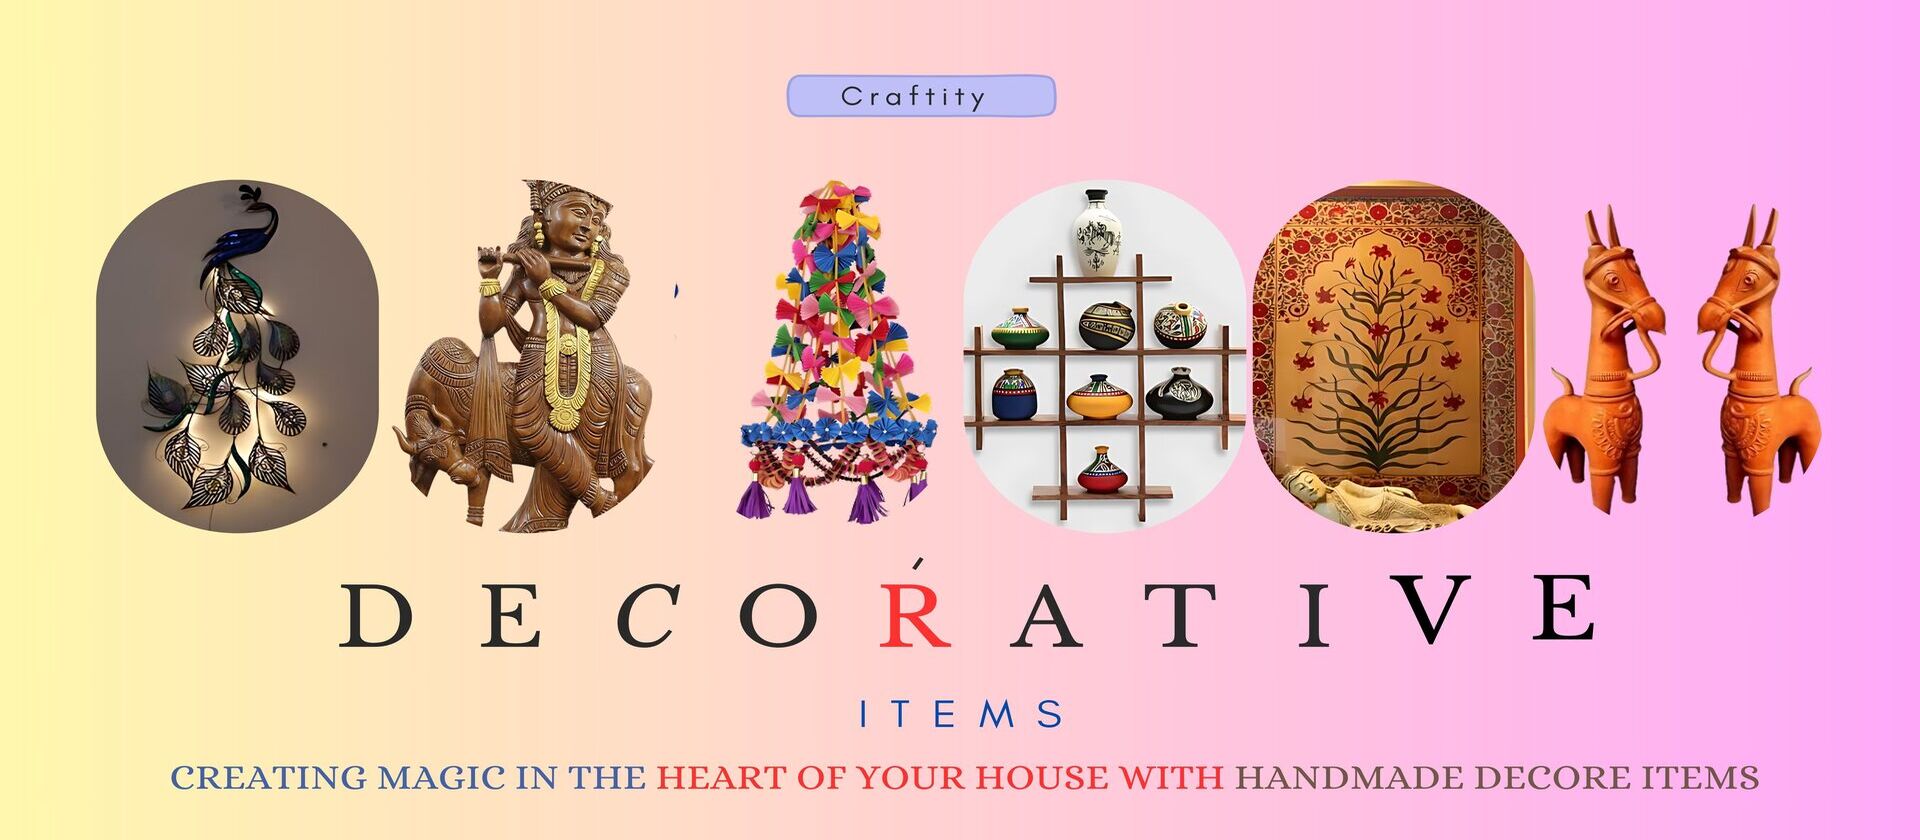 Craftity
DECORATIVE
ITEMS
CREATING MAGIC IN THE HEART OF YOUR HOUSE WITH HANDMADE DECORE ITEMS